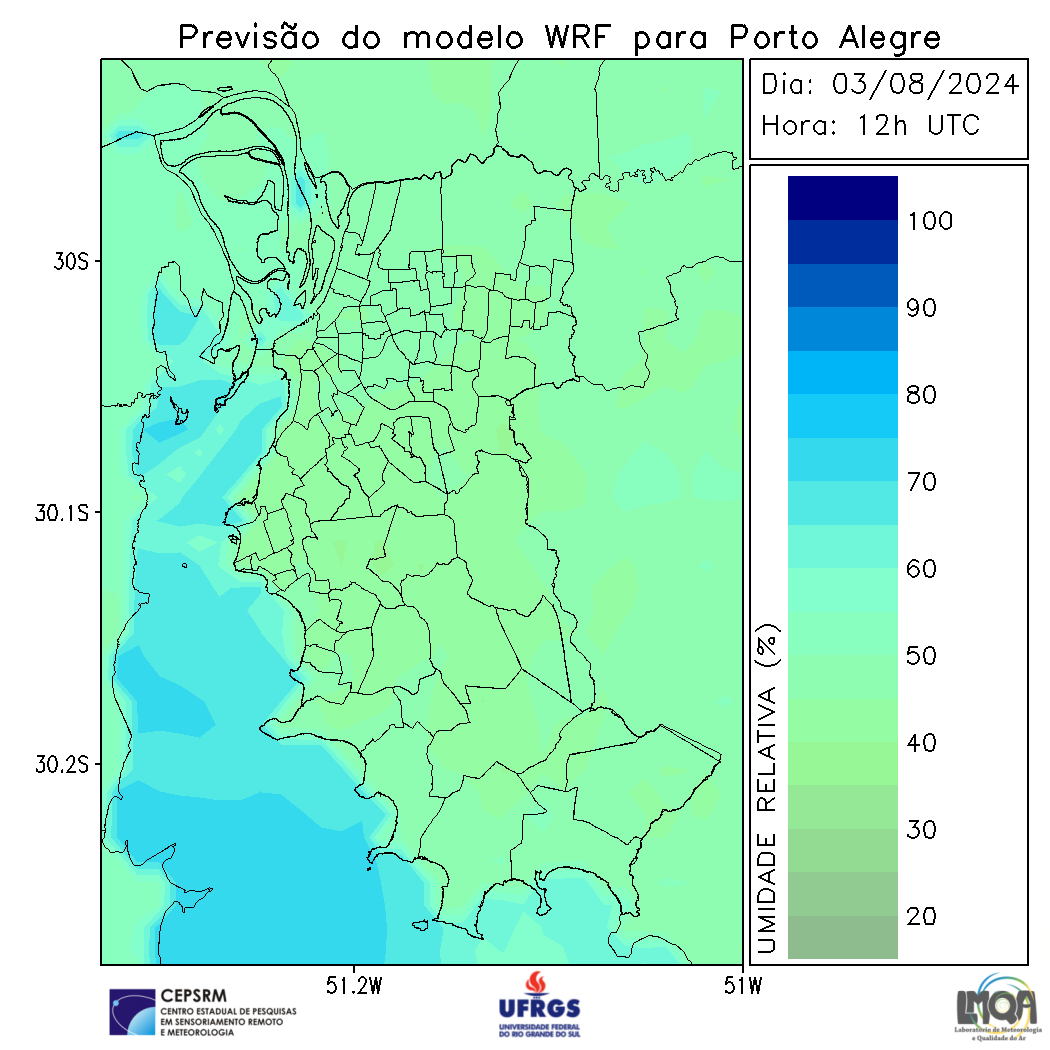 Previsão do modelo WRF para Porto Alegre
Dia: 03/08/2024
Hora: 12h UTC
30S
30.1S
30.2S
51.2W
51W
UMIDADE RELATIVA (%)
100
90
80
70
60
50
40
30
20
CEPSRM
CENTRO ESTADUAL DE PESQUISAS
EM SENSORIAMENTO REMOTO
E METEOROLOGIA
UFRGS
UNIVERSIDADE FEDERAL
DO RIO GRANDE DO SUL
LMQA
Laboratório de Meteorologia
e Qualidade do Ar